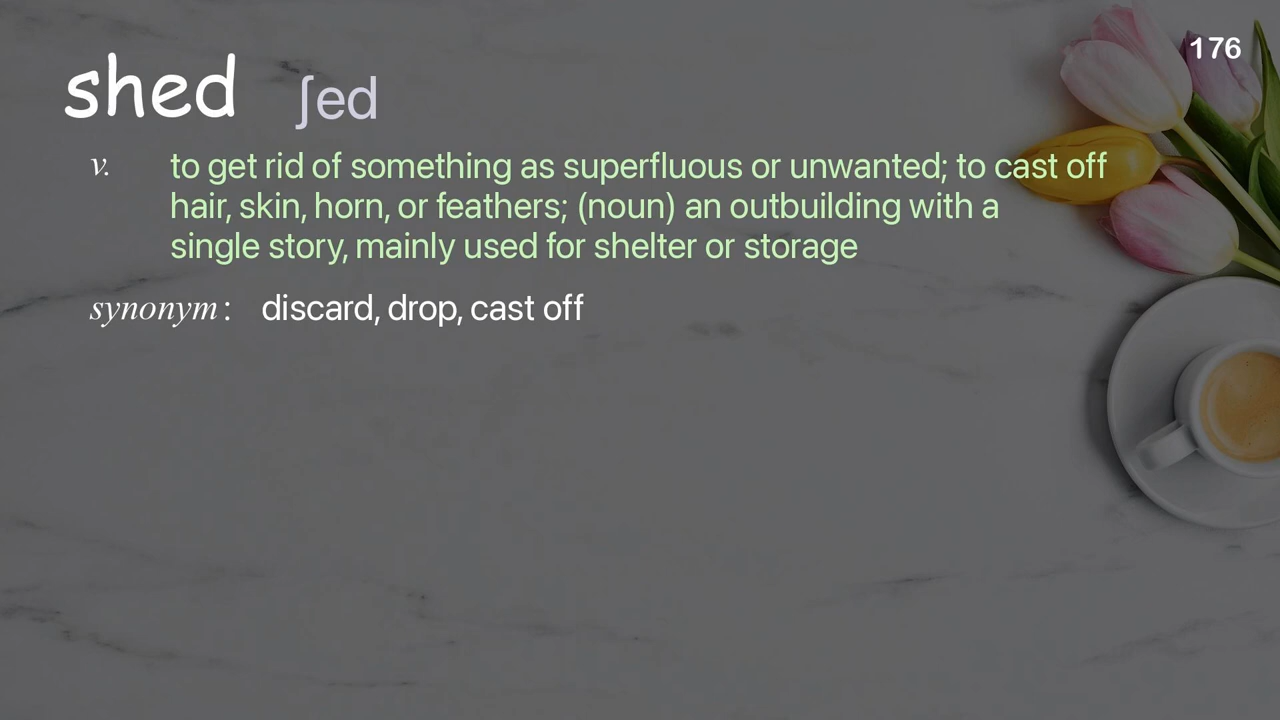 176
shed ʃed
v. to get rid of something as superfluous or unwanted; to cast off
hair, skin, horn, or feathers; (noun) an outbuilding with a
single story, mainly used for shelter or storage
synonym : discard, drop, cast off